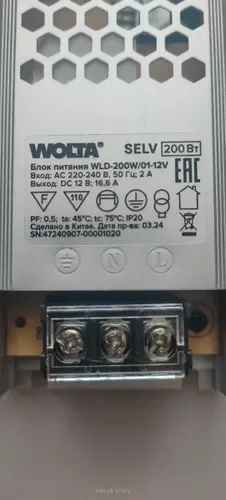 WOLTA® SELV 200 Вт
Блок питания WLD-200W/01-12V
Вход: AC 220-240 В, 50 Гц; 2 А
Выход: DC 12 В; 16,6 А
EAC
F 110
PF: 0,5; ta: 45°C; tc: 75°C; IP20
Сделано в Китае. Дата пр-ва: 03.24
SN:47240907-00001020
N L